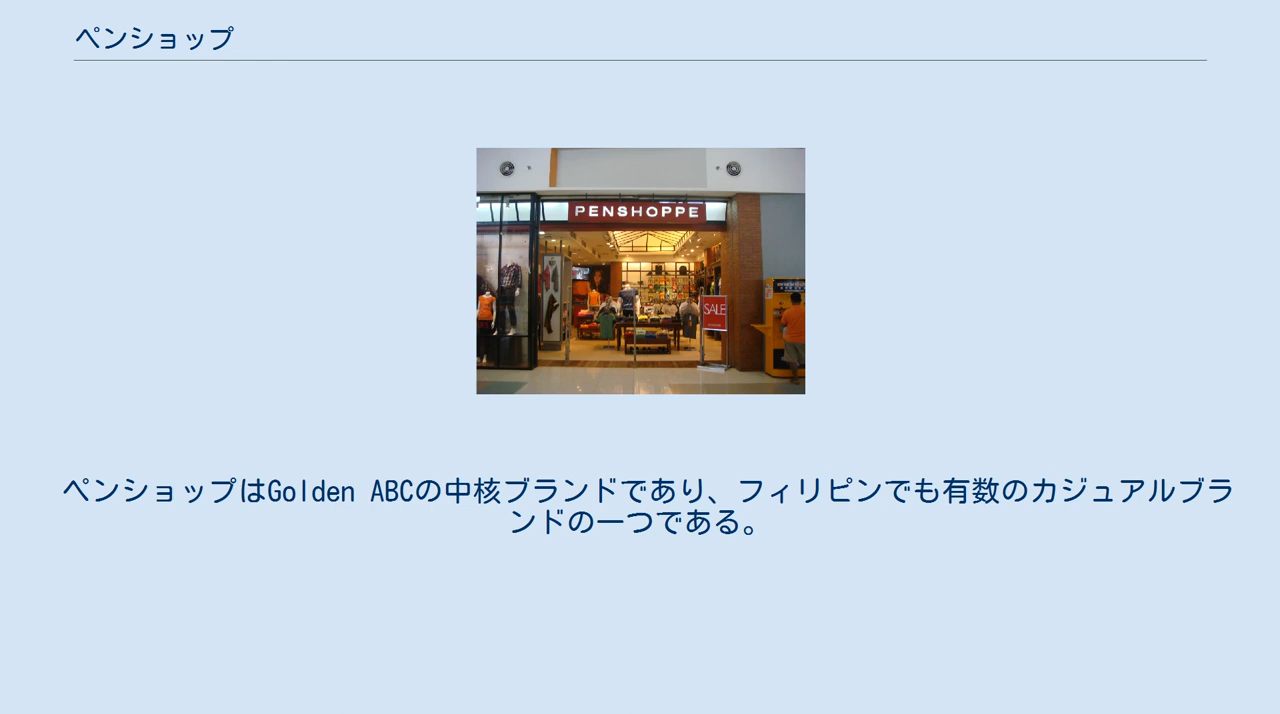 ペンショップ
PENSHOPPE
SALE
ペンショップはGolden ABCの中核ブランドであり、フィリピンでも有数のカジュアルブラ
ンドの一つである。